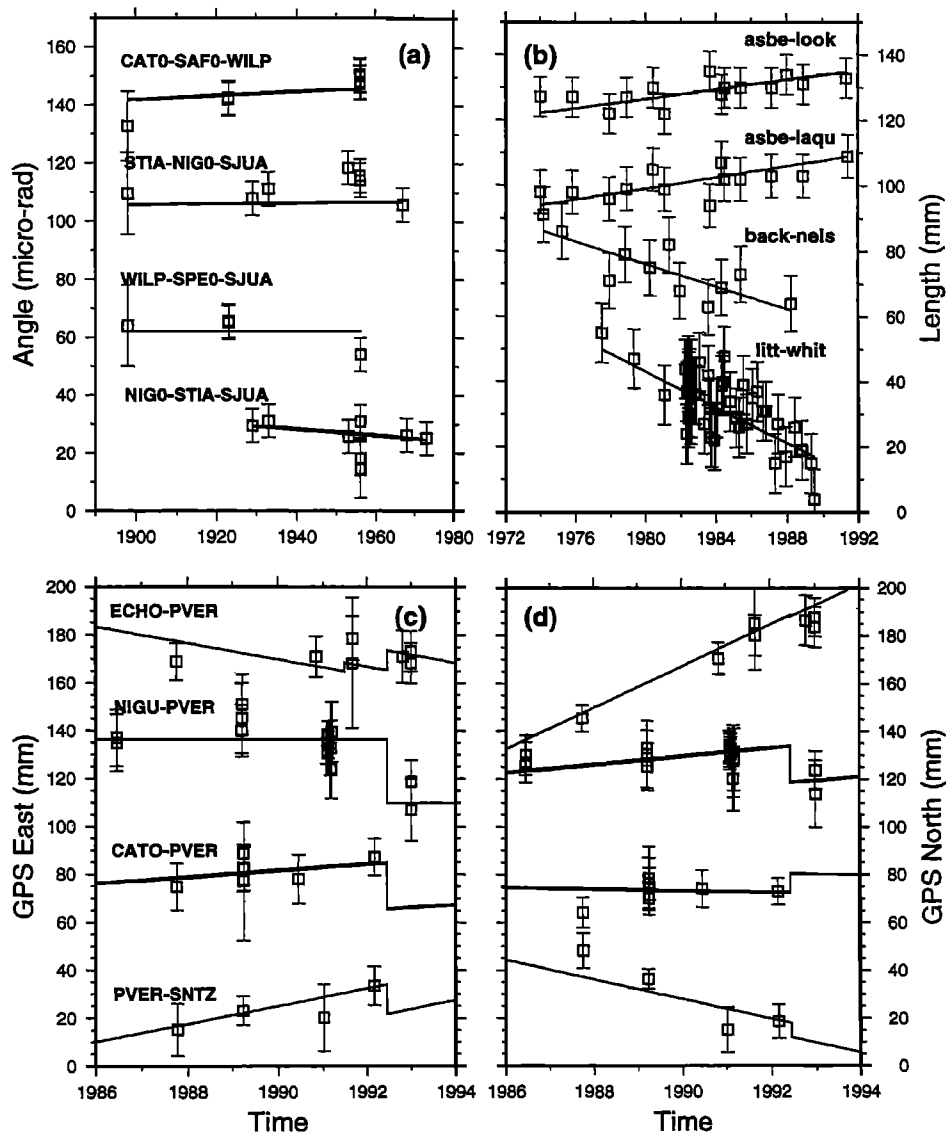 (a)
Angle (micro-rad)
160
140
120
100
80
60
40
20
0
CAT0-SAF0-WILP
STIA-NIG0-SJUA
WILP-SPE0-SJUA
NIG0-STIA-SJUA
1900
1920
1940
1960
1980
(b)
asbe-look
asbe-laqu
back-neis
litt-whit
140
120
100
80
60
40
20
0
Length (mm)
1972
1976
1980
1984
1988
1992
(c)
GPS East (mm)
200
180
160
140
120
100
80
60
40
20
0
ECHO-PVER
NIGU-PVER
CATO-PVER
PVER-SNTZ
1986
1988
1990
1992
1994
Time
(d)
200
180
160
140
120
100
80
60
40
20
0
GPS North (mm)
1986
1988
1990
1992
1994
Time